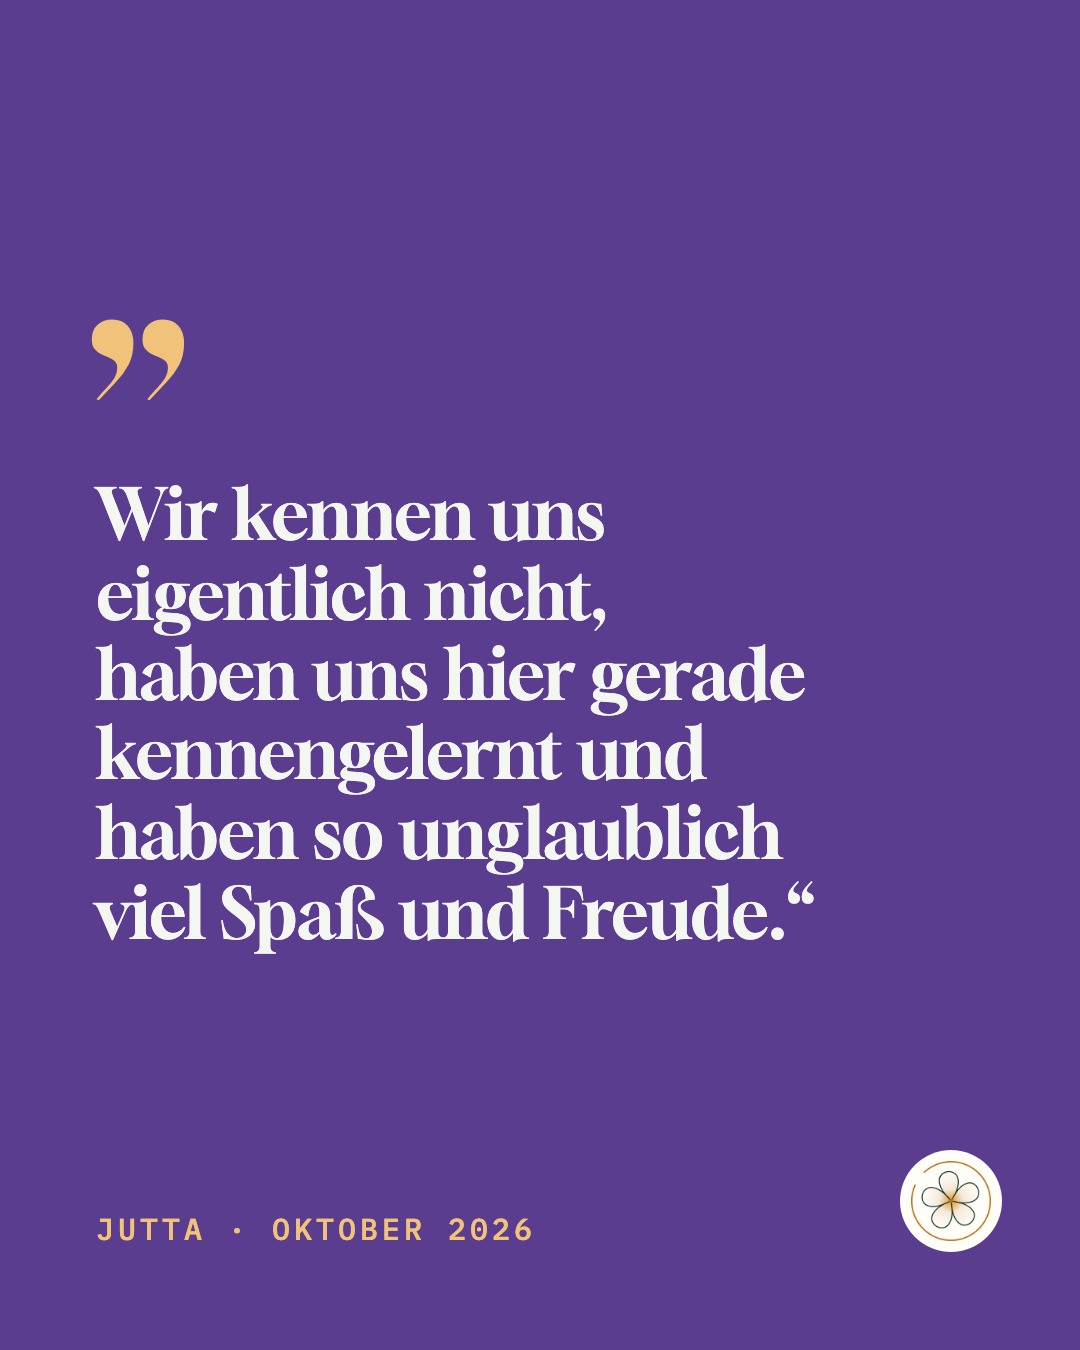 ”
Wir kennen uns
eigentlich nicht,
haben uns hier gerade
kennengelernt und
haben so unglaublich
viel Spaß und Freude.“
JUTTA · OKTOBER 2026